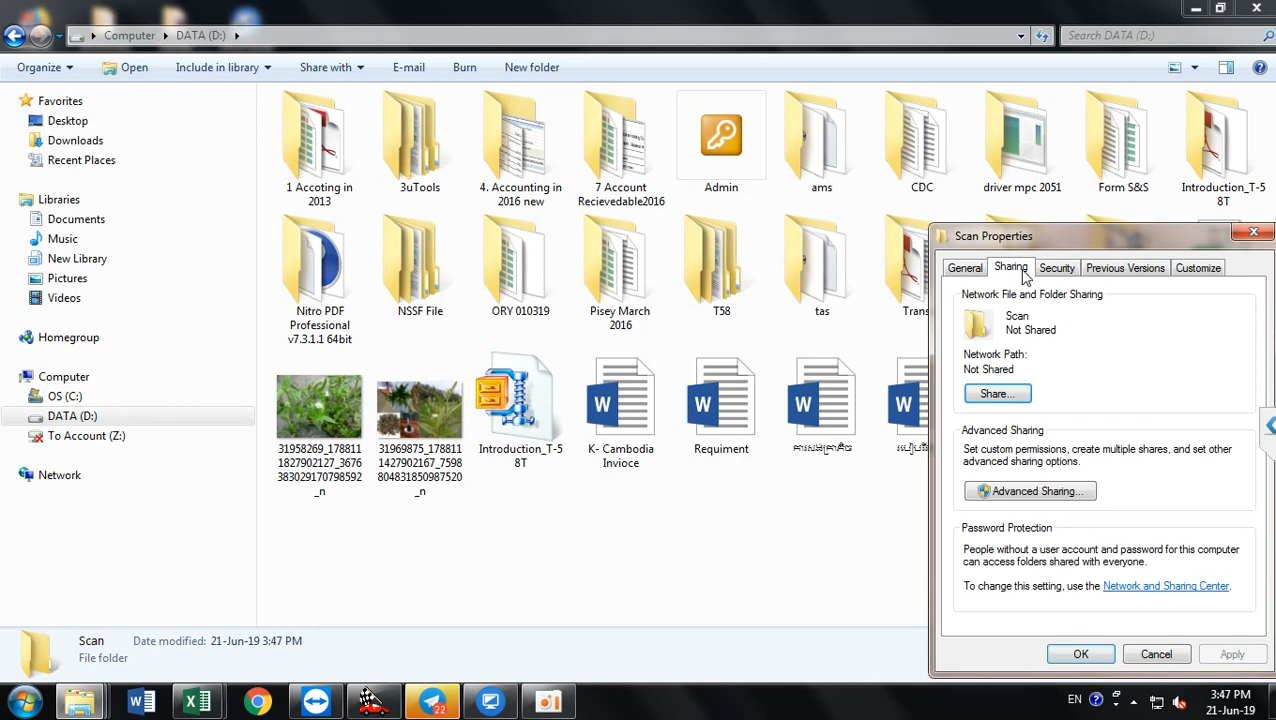 Computer
DATA (D:)
Search DATA (D:)
Organize
Open
Include in library
Share with
E-mail
Burn
New folder
Favorites
Desktop
Downloads
Recent Places
Libraries
Documents
Music
New Library
Pictures
Videos
Homegroup
Computer
OS (C:)
DATA (D:)
To Account (Z:)
Network
1 Accoting in
2013
3uTools
4. Accounting in
2016 new
7 Account
Recievedable2016
Admin
ams
CDC
driver mpc 2051
Form S&S
Introduction_T-5
8T
Nitro PDF
Professional
v7.3.1.1 64bit
NSSF File
ORY 010319
Pisey March
2016
T58
tas
Trans
31958269_178811
1827902127_3676
383029170798592
_n
31969875_178811
1427902167_7598
804831850987520
_n
Introduction_T-5
8T
K- Cambodia
Invioce
Requiment
Scan Properties
General
Sharing
Security
Previous Versions
Customize
Network File and Folder Sharing
Scan
Not Shared
Network Path:
Not Shared
Share...
Advanced Sharing
Set custom permissions, create multiple shares, and set other
advanced sharing options.
Advanced Sharing...
Password Protection
People without a user account and password for this computer
can access folders shared with everyone.
To change this setting, use the Network and Sharing Center.
OK
Cancel
Apply
Scan
Date modified: 21-Jun-19 3:47 PM
File folder
22
EN
3:47 PM
21-Jun-19